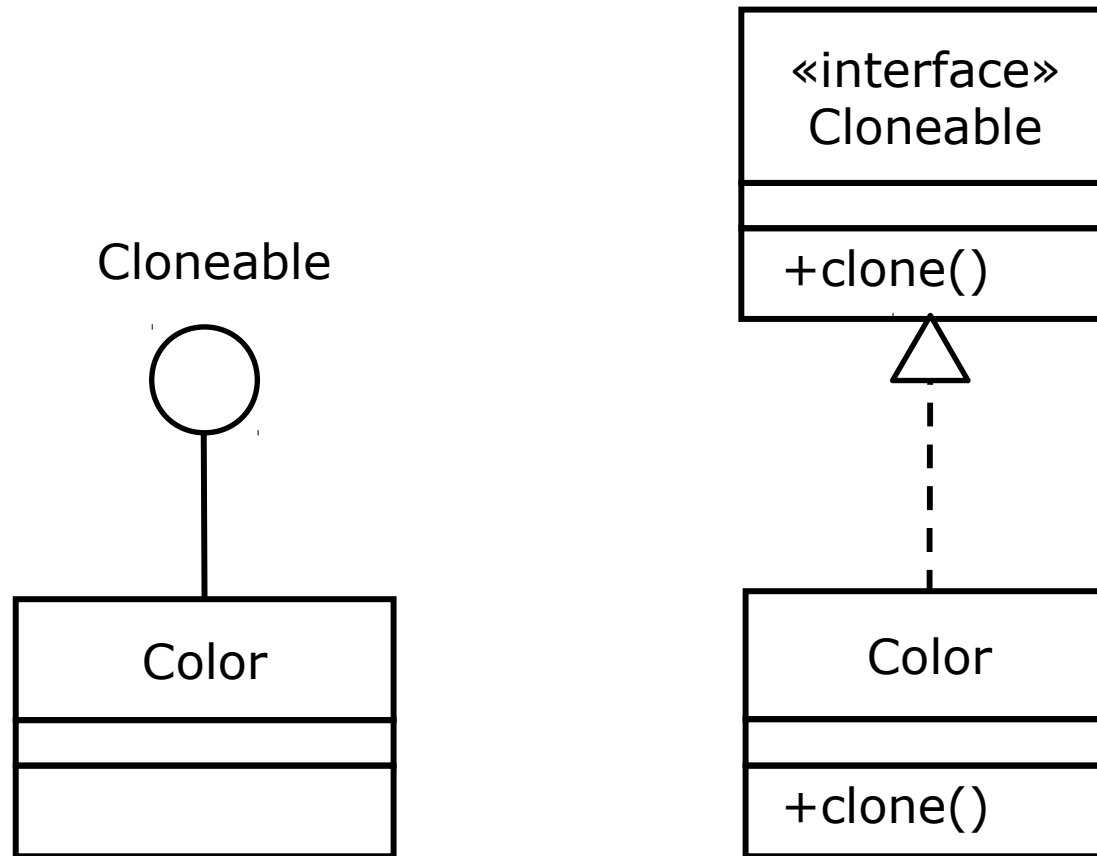 Cloneable
Color
«interface»
Cloneable
+clone()
Color
+clone()